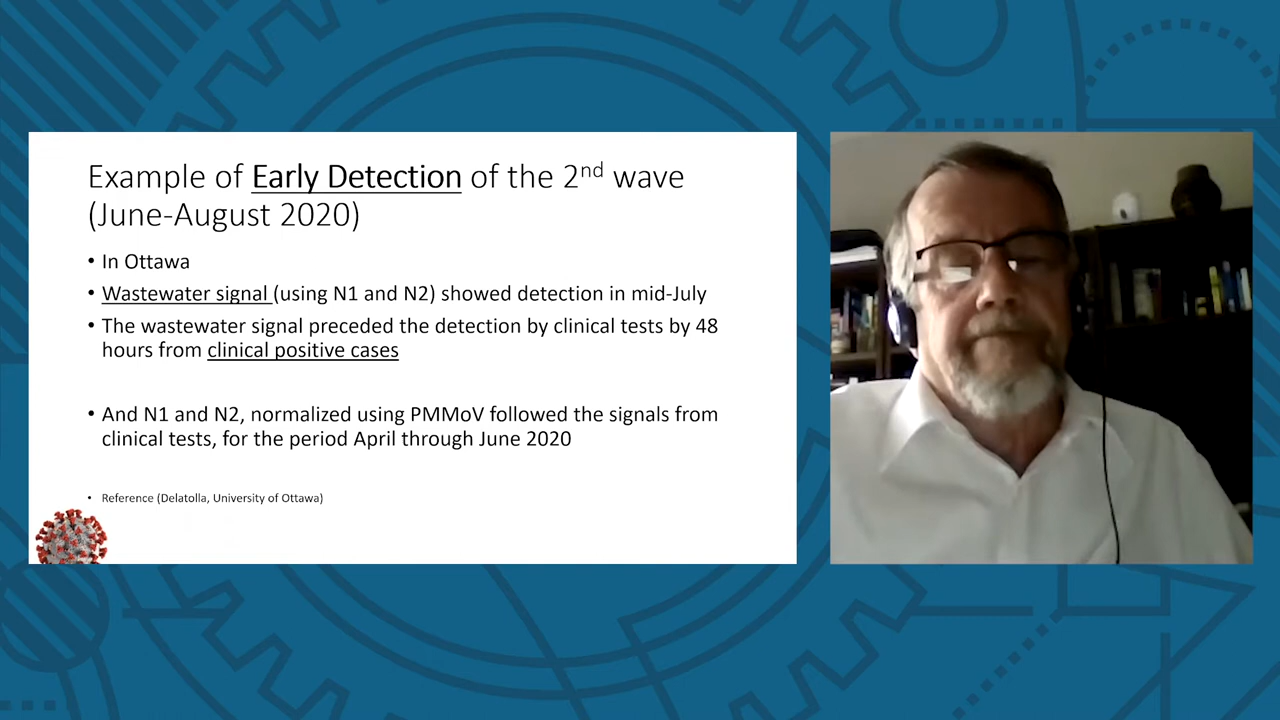 Example of Early Detection of the 2nd wave
(June-August 2020)
• In Ottawa
• Wastewater signal (using N1 and N2) showed detection in mid-July
• The wastewater signal preceded the detection by clinical tests by 48
hours from clinical positive cases
• And N1 and N2, normalized using PMMoV followed the signals from
clinical tests, for the period April through June 2020
• Reference (Delatolla, University of Ottawa)